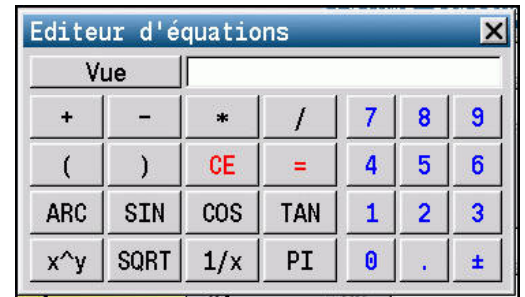 Editeur d'équations
Vue
+ - * / 7 8 9
( ) CE = 4 5 6
ARC SIN COS TAN 1 2 3
x^y SQRT 1/x PI 0 . ±